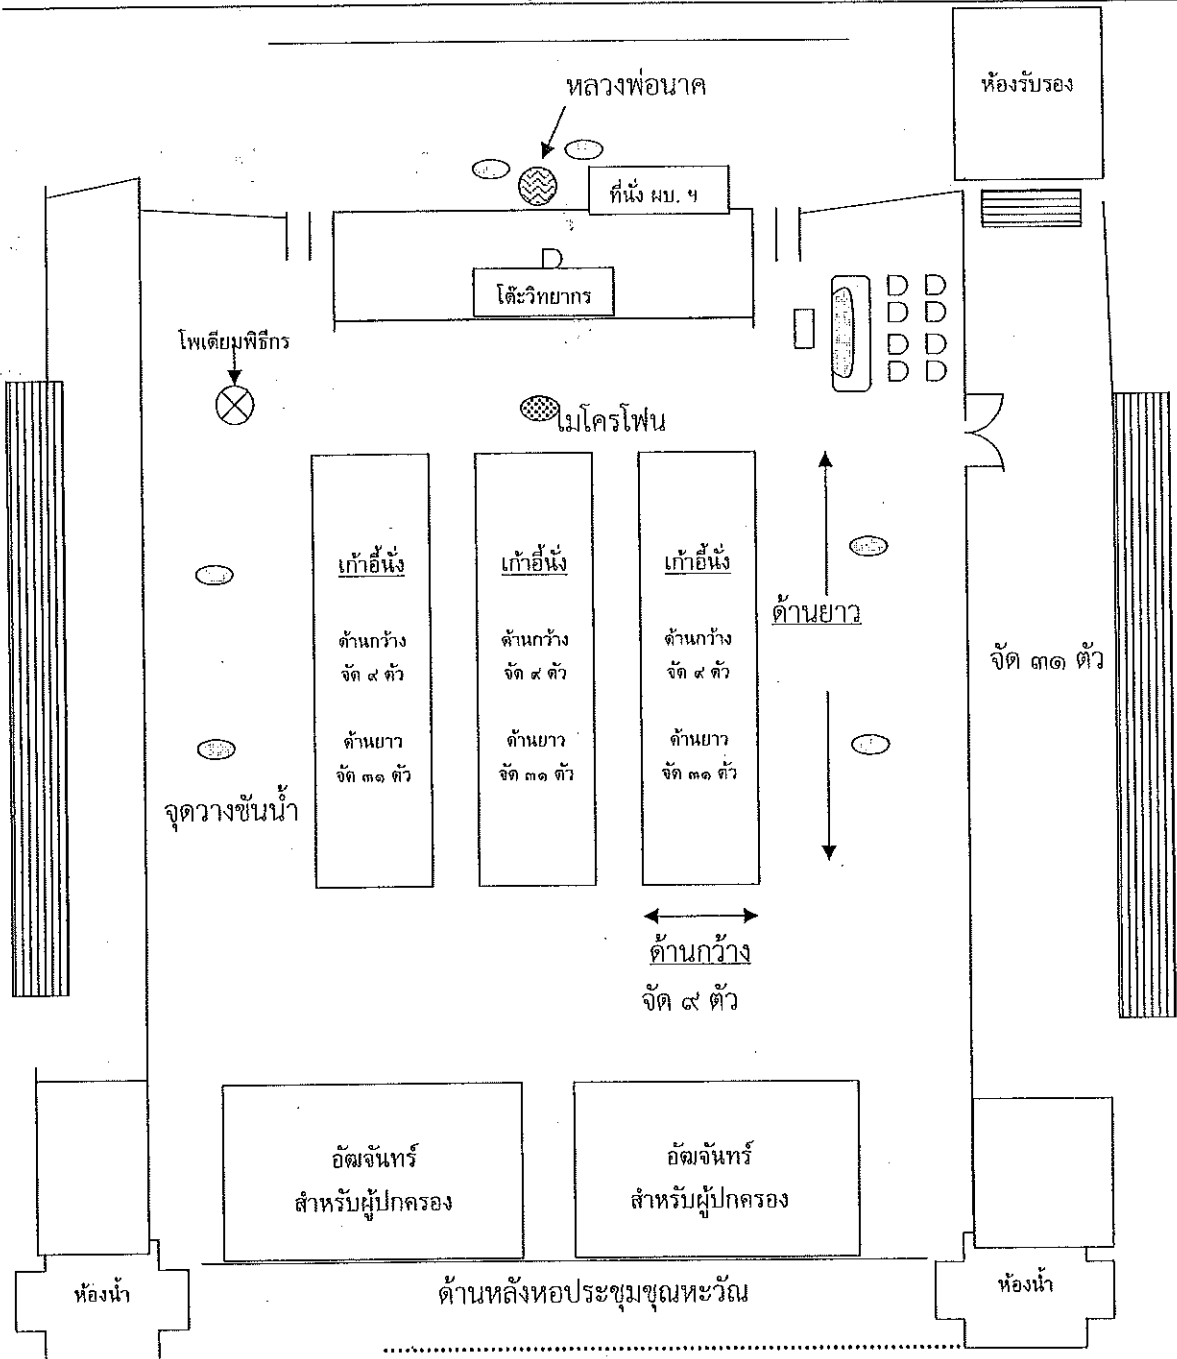 หลวงพ่อนาค
ห้องรับรอง
ที่นั่ง ผบ. ฯ
โต๊ะวิทยากร
โพเดียมพิธีกร
ไมโครโฟน
เก้าอี้นั่ง
ด้านกว้าง
จัด ๙ ตัว
ด้านยาว
จัด ๓๑ ตัว
เก้าอี้นั่ง
ด้านกว้าง
จัด ๙ ตัว
ด้านยาว
จัด ๓๑ ตัว
เก้าอี้นั่ง
ด้านกว้าง
จัด ๙ ตัว
ด้านยาว
จัด ๓๑ ตัว
ด้านยาว
จัด ๓๑ ตัว
จุดวางขันน้ำ
ด้านกว้าง
จัด ๙ ตัว
อัฒจันทร์
สำหรับผู้ปกครอง
อัฒจันทร์
สำหรับผู้ปกครอง
ห้องน้ำ
ด้านหลังหอประชุมชุณหะวัณ
ห้องน้ำ